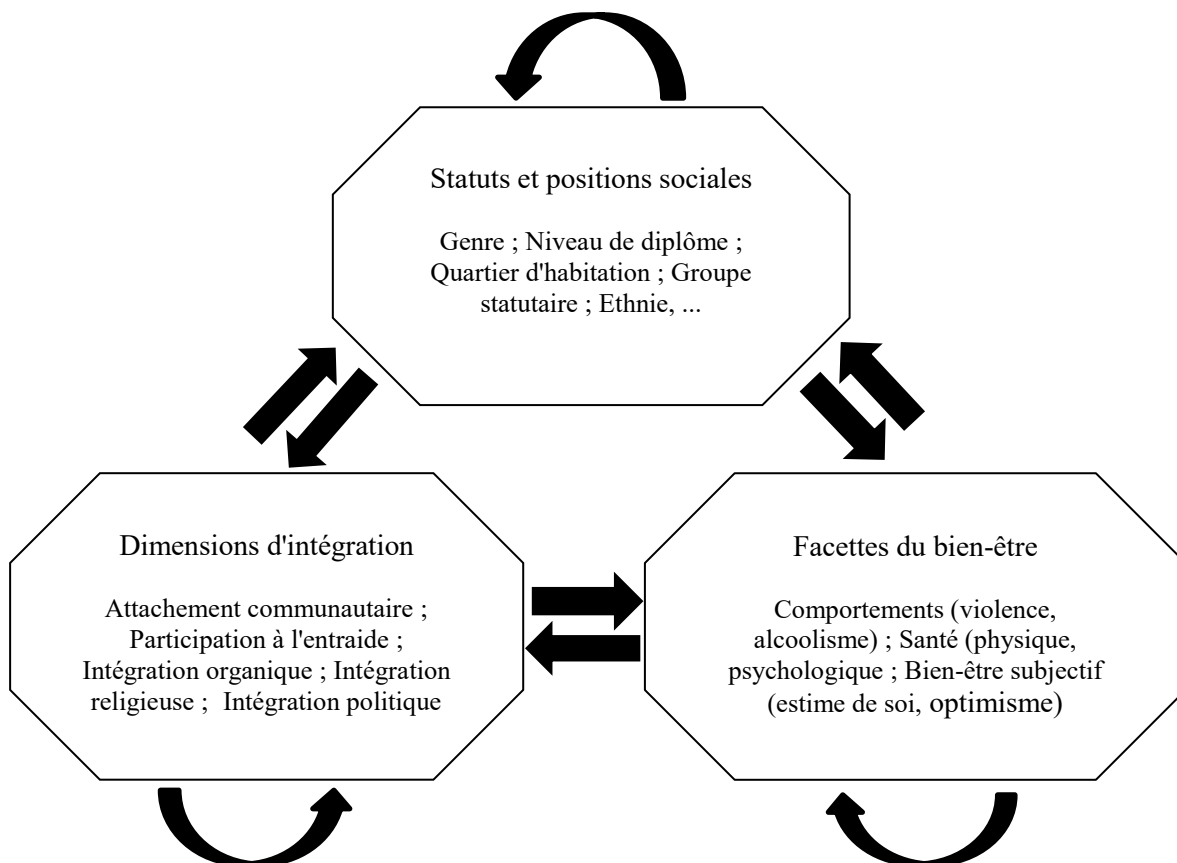 Statuts et positions sociales
Genre ; Niveau de diplôme ;
Quartier d'habitation ; Groupe
statutaire ; Ethnie, ...
Dimensions d'intégration
Attachement communautaire ;
Participation à l'entraide ;
Intégration organique ; Intégration
religieuse ; Intégration politique
Facettes du bien-être
Comportements (violence,
alcoolisme) ; Santé (physique,
psychologique ; Bien-être subjectif
(estime de soi, optimisme)